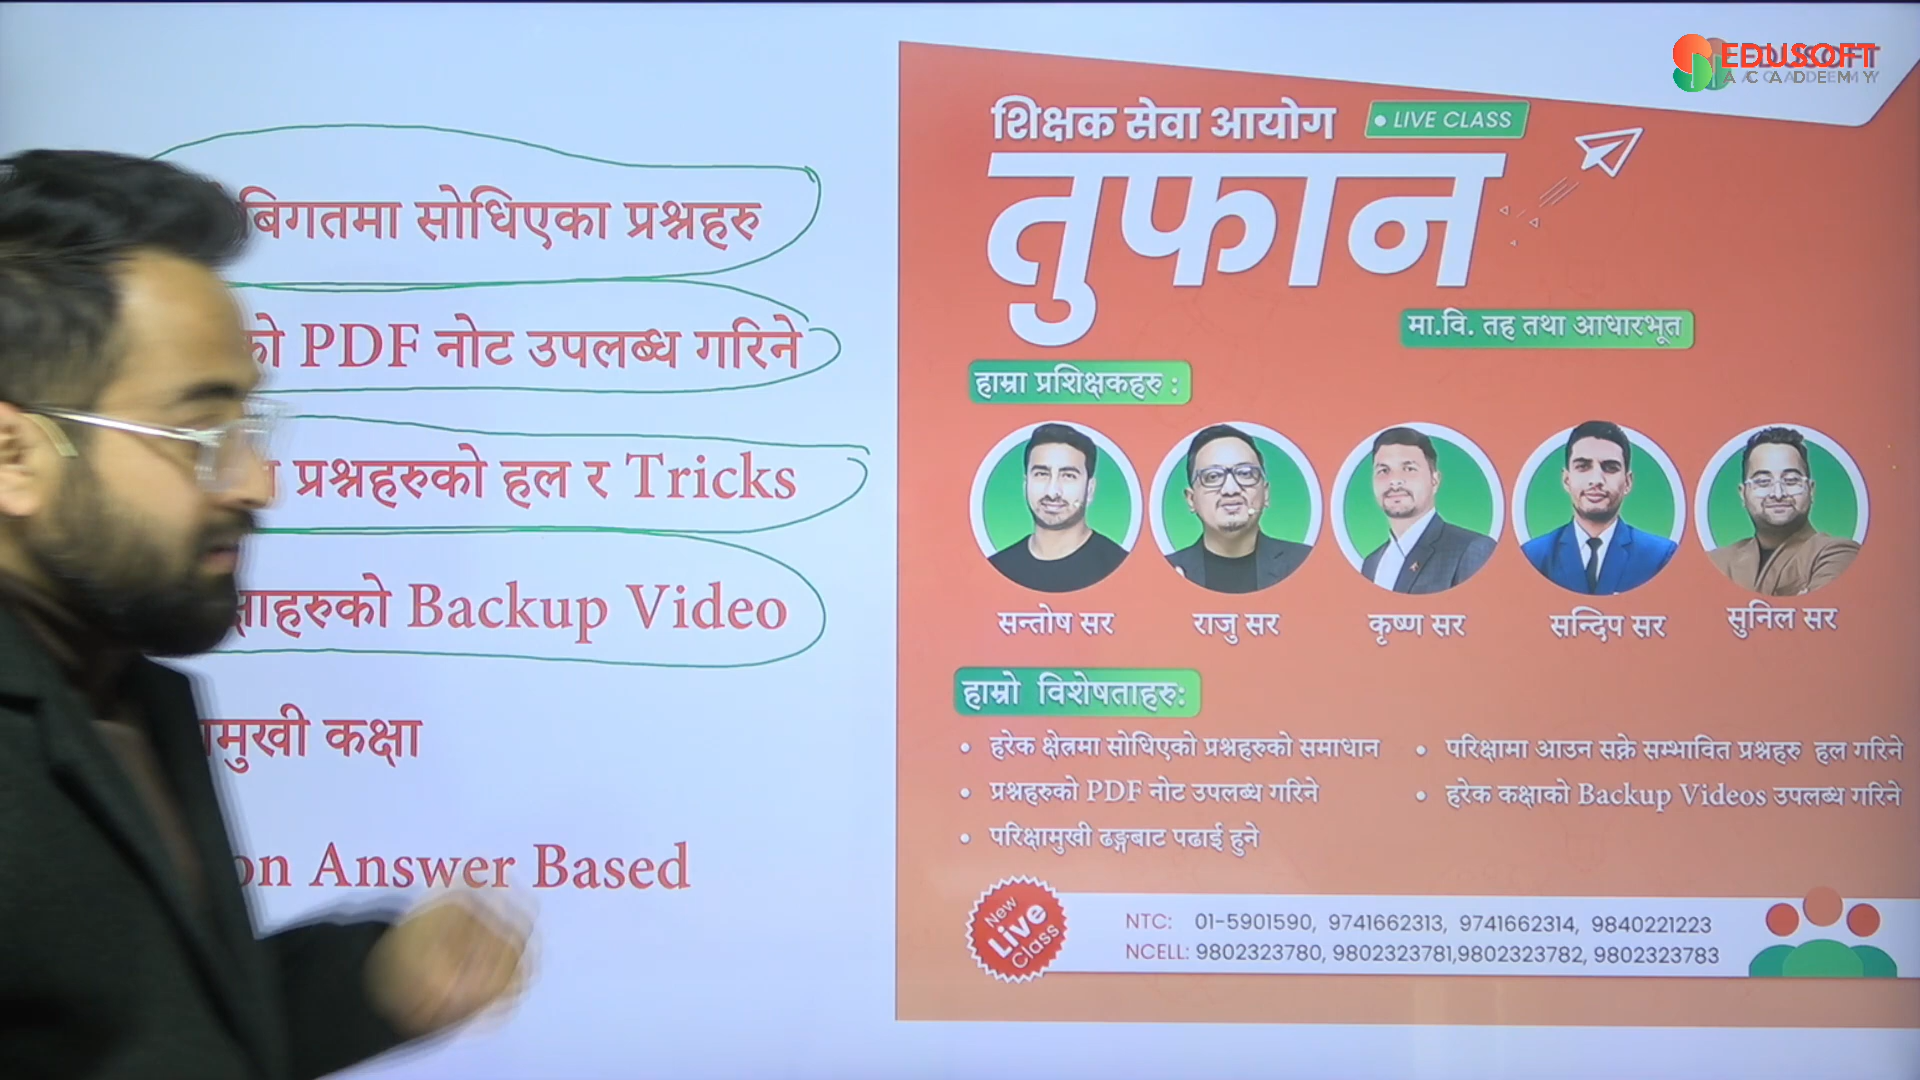 EDUSOFT
ACADEMY
बिगतमा सोधिएका प्रश्नहरु
को PDF नोट उपलब्ध गरिने
प्रश्नहरुको हल र Tricks
Backup Video
कक्षा
Answer Based
शिक्षक सेवा आयोग
• LIVE CLASS
तुफान
मा.वि. तह तथा आधारभूत
हाम्रा प्रशिक्षकहरु :
सन्तोष सर
राजु सर
कृष्ण सर
सन्दिप सर
सुनिल सर
हाम्रो विशेषताहरु:
• हरेक क्षेत्रमा सोधिएको प्रश्नहरुको समाधान
• प्रश्नहरुको PDF नोट उपलब्ध गरिने
• परिक्षामुखी ढङ्गबाट पढाई हुने
• परिक्षामा आउन सक्ने सम्भावित प्रश्नहरु हल गरिने
• हरेक कक्षाको Backup Videos उपलब्ध गरिने
New
Live
Class
NTC: 01-5901590, 9741662313, 9741662314, 9840221223
NCELL: 9802323780, 9802323781,9802323782, 9802323783